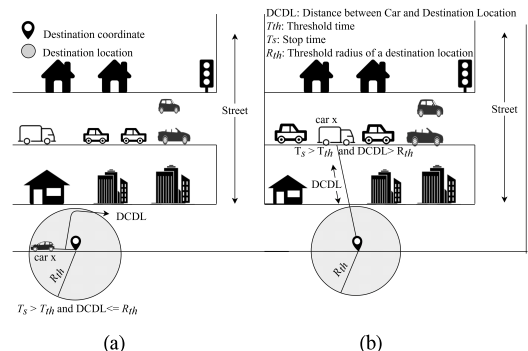 DCDL: Distance between Car and Destination Location
Tth: Threshold time
Ts: Stop time
Rth: Threshold radius of a destination location
Destination coordinate
Destination location
Street
DCDL
car x
Rth
Ts > Tth and DCDL<= Rth
(a)
Street
car x
Ts > Tth and DCDL> Rth
DCDL
Rth
(b)